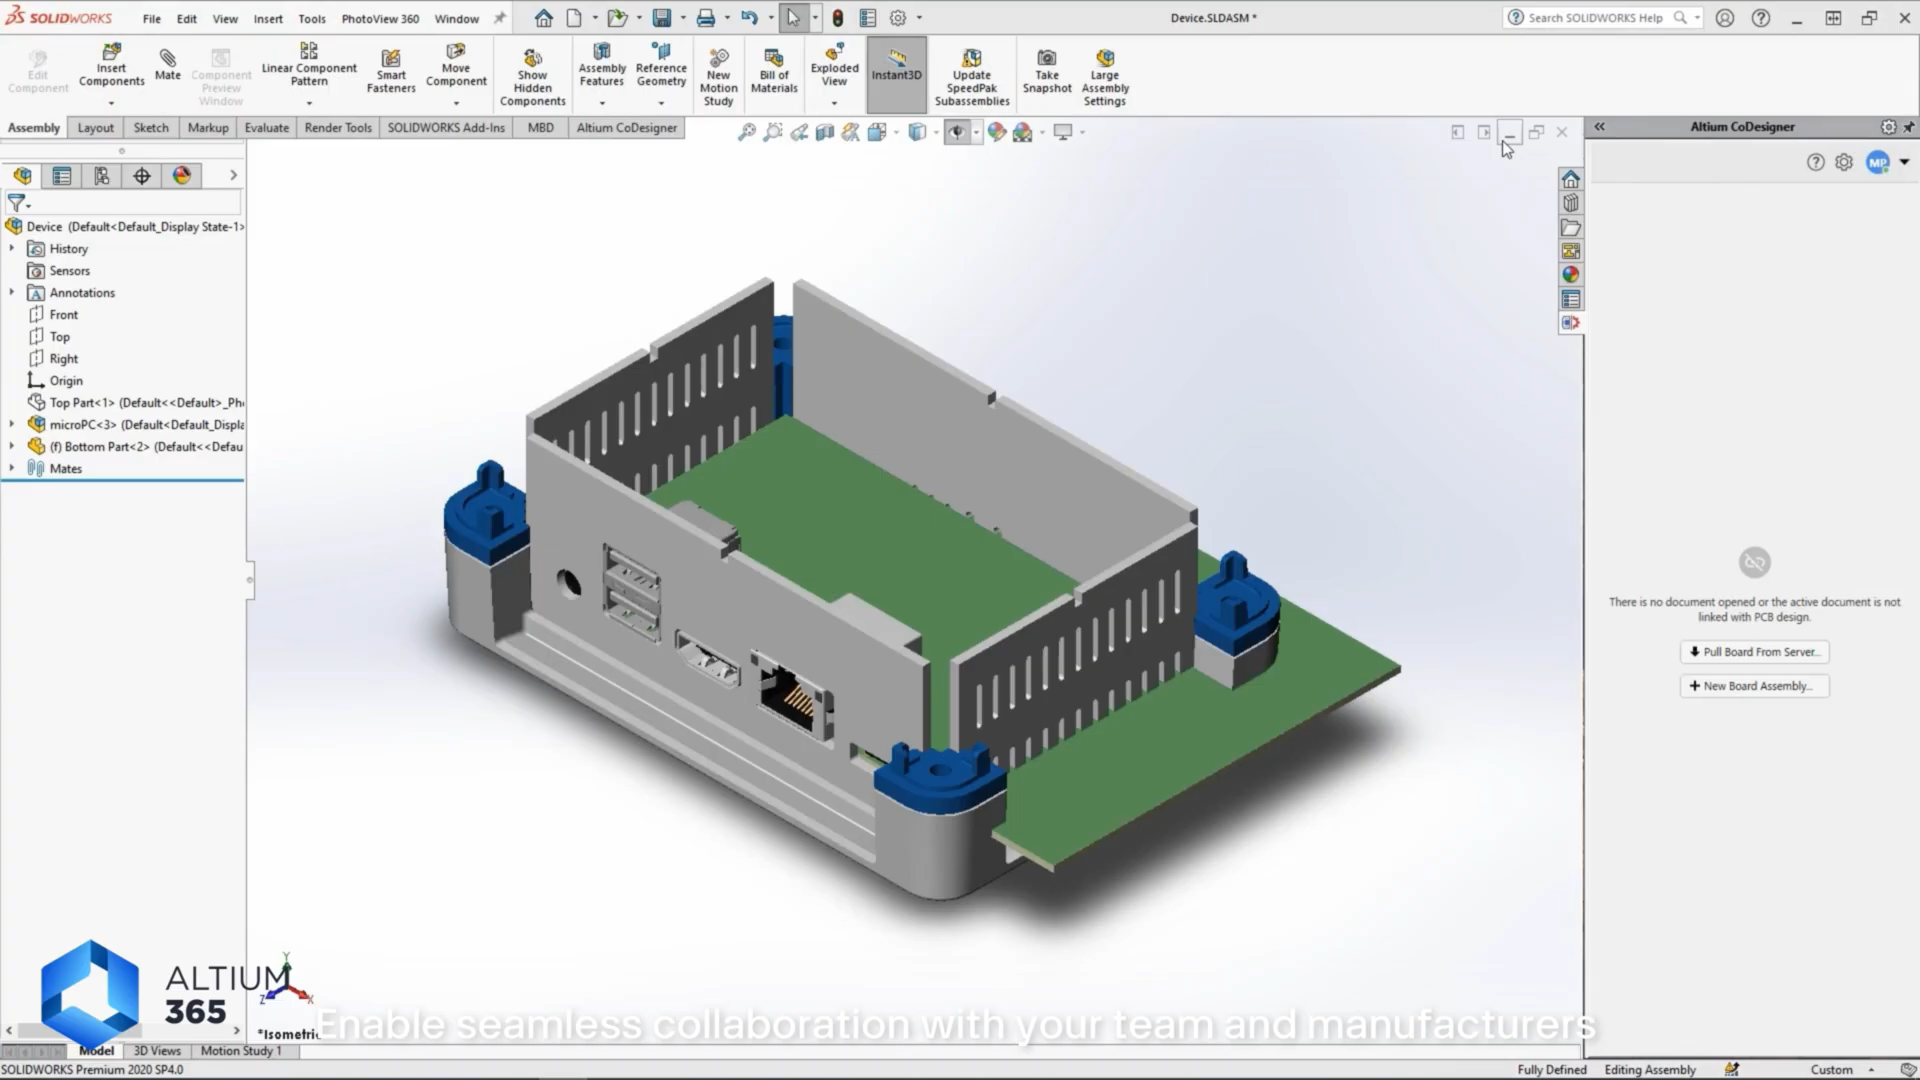 SOLIDWORKS File Edit View Insert Tools PhotoView 360 Window
Device.SLDASM *
Search SOLIDWORKS Help
Edit Component
Insert Components
Mate
Component Preview Window
Linear Component Pattern
Smart Fasteners
Move Component
Show Hidden Components
Assembly Features
Reference Geometry
New Motion Study
Bill of Materials
Exploded View
Instant3D
Update SpeedPak Subassemblies
Take Snapshot
Large Assembly Settings
Assembly Layout Sketch Markup Evaluate Render Tools SOLIDWORKS Add-Ins MBD Altium CoDesigner
Altium CoDesigner
MP
Device (Default<Default_Display State-1>
History
Sensors
Annotations
Front
Top
Right
Origin
Top Part<1> (Default<<Default>_Ph
microPC<3> (Default<Default_Displa
(f) Bottom Part<2> (Default<<Defau
Mates
There is no document opened or the active document is not
linked with PCB design.
Pull Board From Server...
New Board Assembly...
ALTIUM
365
Y
Z X
*Isometric
Enable seamless collaboration with your team and manufacturers
Model 3D Views Motion Study 1
SOLIDWORKS Premium 2020 SP4.0
Fully Defined Editing Assembly Custom